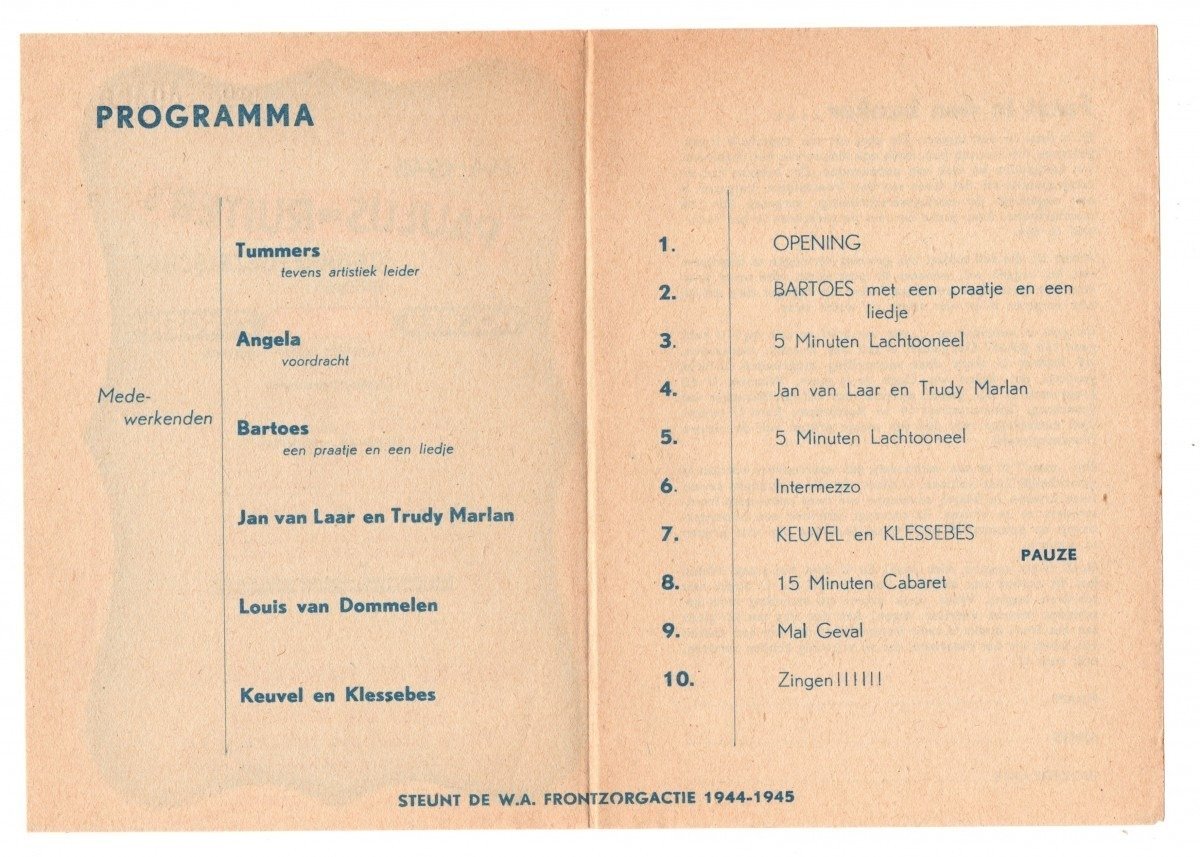 PROGRAMMA
Mede-
werkenden
Tummers
tevens artistiek leider
Angela
voordracht
Bartoes
een praatje en een liedje
Jan van Laar en Trudy Marlan
Louis van Dommelen
Keuvel en Klessebes
1. OPENING
2. BARTOES met een praatje en een
liedje
3. 5 Minuten Lachtooneel
4. Jan van Laar en Trudy Marlan
5. 5 Minuten Lachtooneel
6. Intermezzo
7. KEUVEL en KLESSEBES
PAUZE
8. 15 Minuten Cabaret
9. Mal Geval
10. Zingen!!!!!!
STEUNT DE W.A. FRONTZORGACTIE 1944-1945